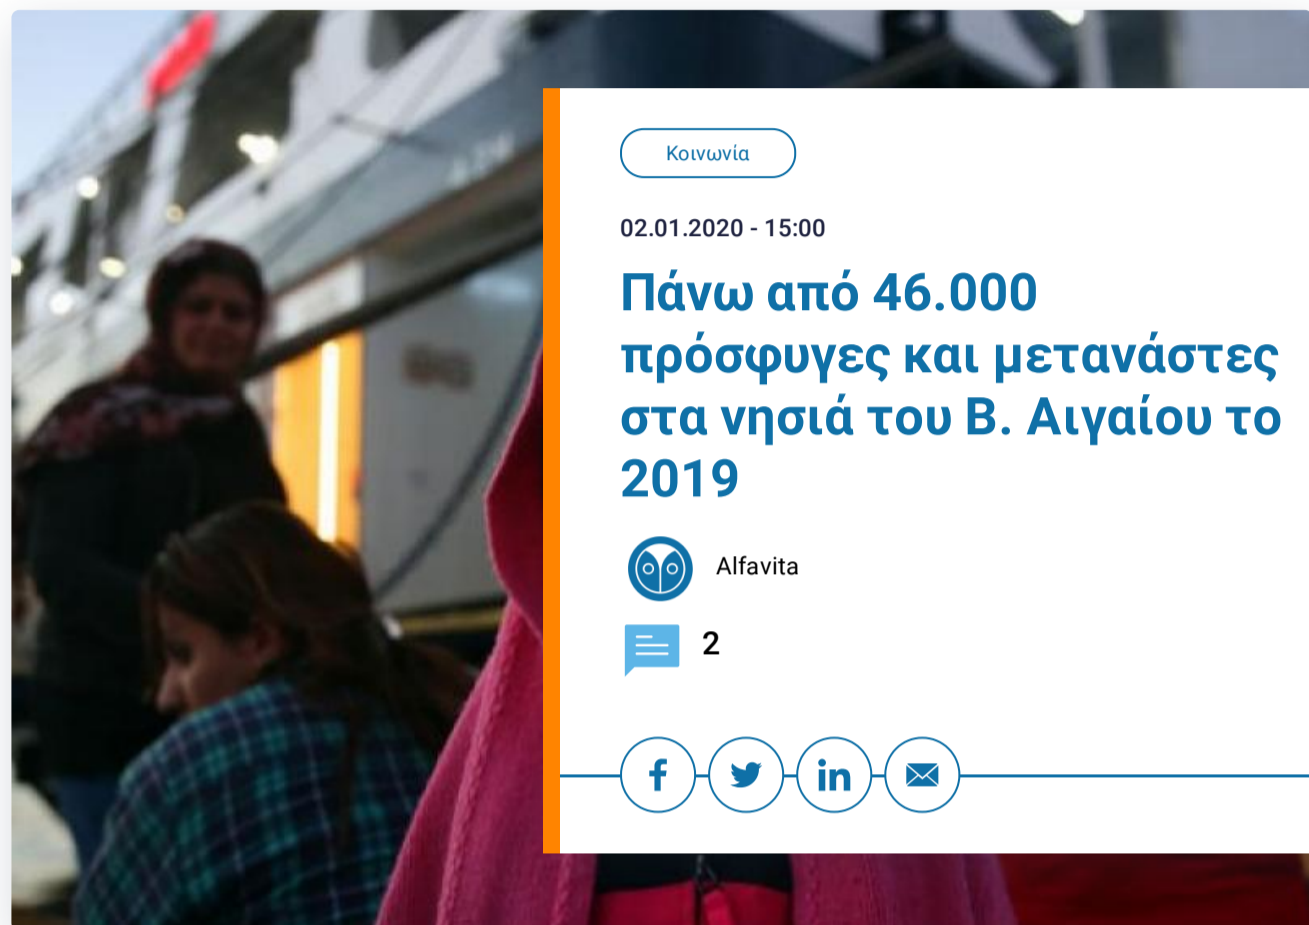 Κοινωνία
02.01.2020 - 15:00
Πάνω από 46.000
πρόσφυγες και μετανάστες
στα νησιά του Β. Αιγαίου το
2019
Alfavita
2